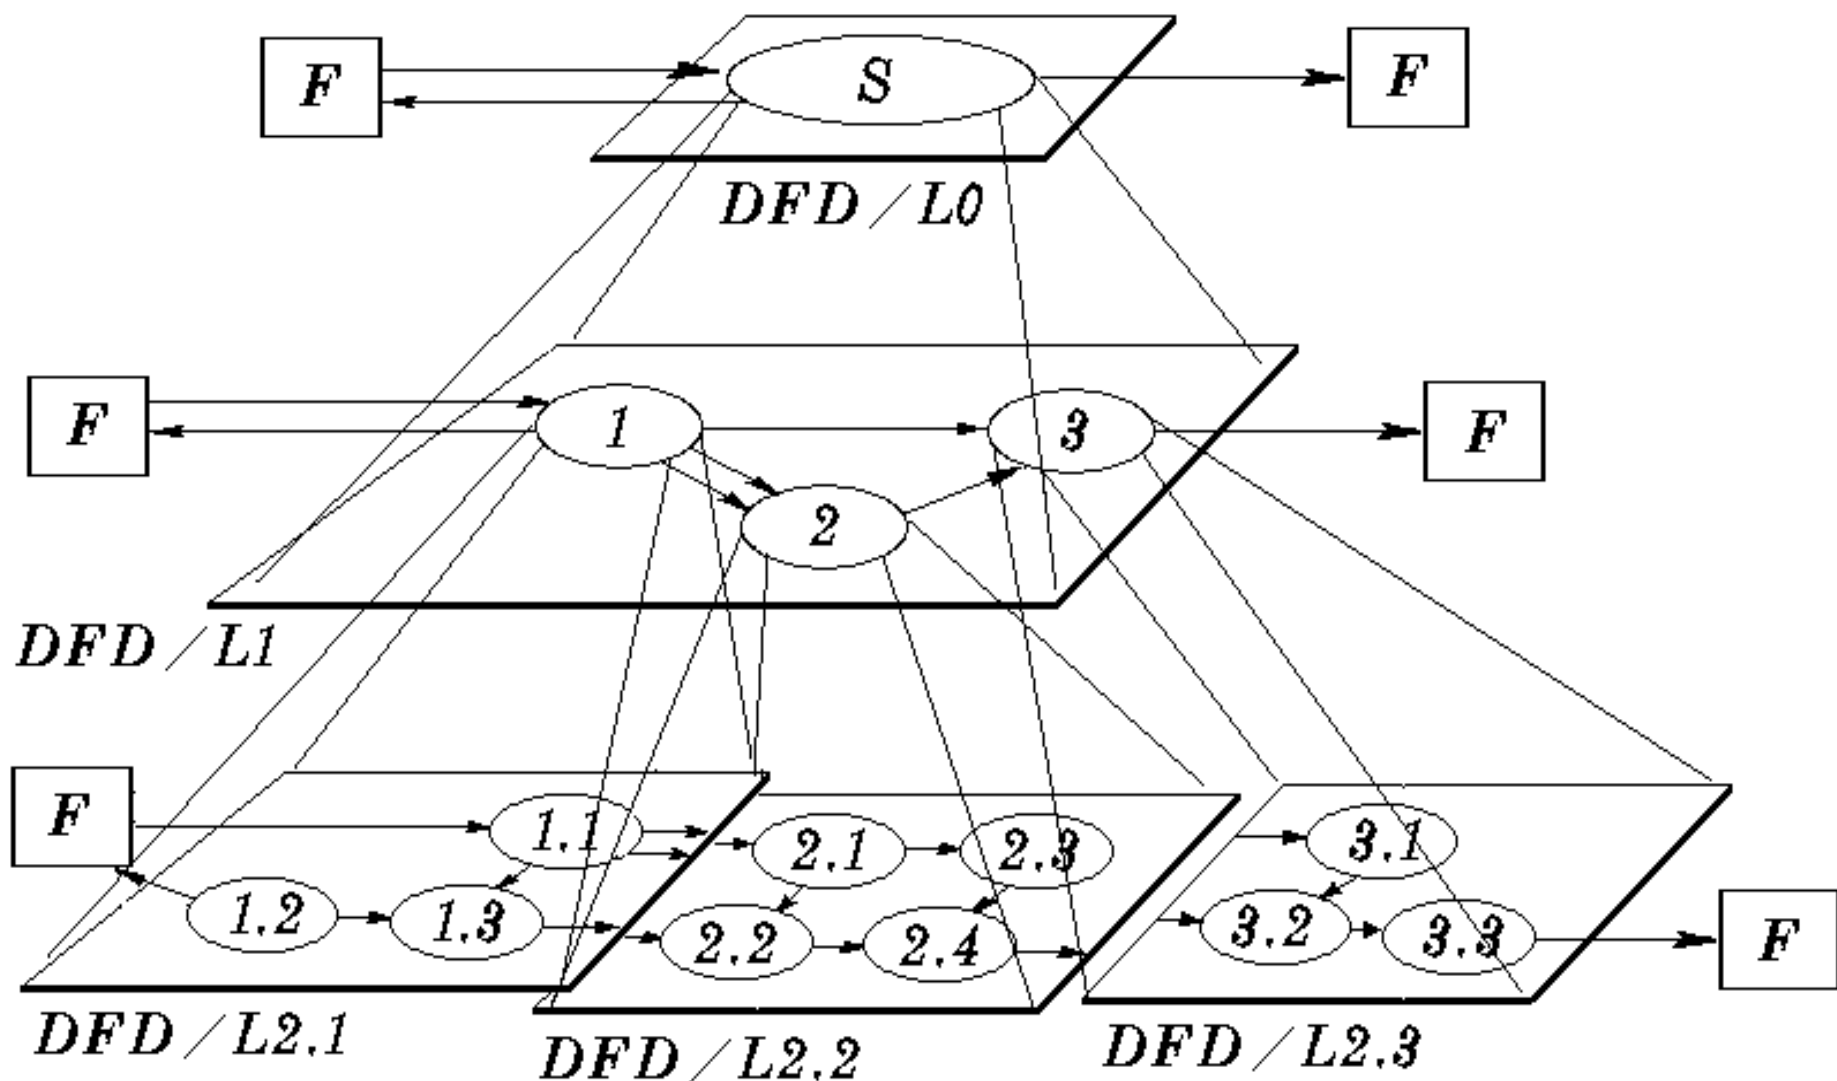 F S F
DFD/L0
F 1 3 F
2
DFD/L1
F 1.1 2.1 2.3 3.1
1.2 1.3 2.2 2.4 3.2 3.3 F
DFD/L2.1 DFD/L2.2 DFD/L2.3